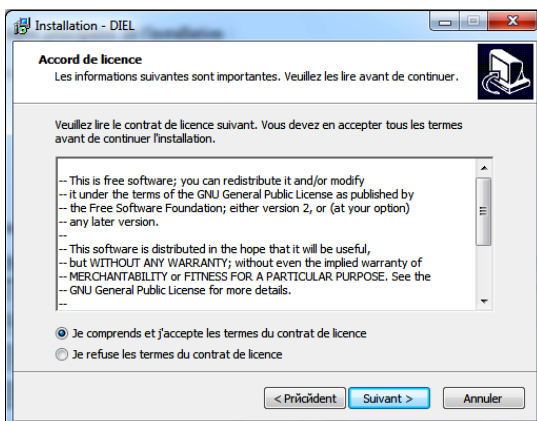 Installation - DIEL
Accord de licence
Les informations suivantes sont importantes. Veuillez les lire avant de continuer.
Veuillez lire le contrat de licence suivant. Vous devez en accepter tous les termes
avant de continuer l'installation.
-- This is free software; you can redistribute it and/or modify
-- it under the terms of the GNU General Public License as published by
-- the Free Software Foundation; either version 2, or (at your option)
-- any later version.
--
-- This software is distributed in the hope that it will be useful,
-- but WITHOUT ANY WARRANTY; without even the implied warranty of
-- MERCHANTABILITY or FITNESS FOR A PARTICULAR PURPOSE. See the
-- GNU General Public License for more details.
--
Je comprends et j'accepte les termes du contrat de licence
Je refuse les termes du contrat de licence
< Prйcйdent
Suivant >
Annuler